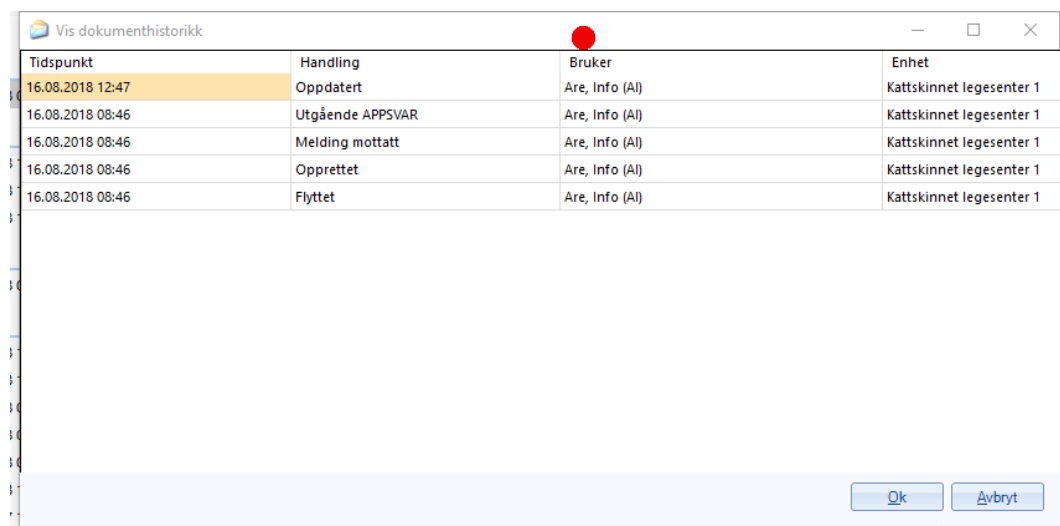 Vis dokumenthistorikk
Tidspunkt Handling Bruker Enhet
16.08.2018 12:47 Oppdatert Are, Info (AI) Kattskinnet legesenter 1
16.08.2018 08:46 Utgående APPSVAR Are, Info (AI) Kattskinnet legesenter 1
16.08.2018 08:46 Melding mottatt Are, Info (AI) Kattskinnet legesenter 1
16.08.2018 08:46 Opprettet Are, Info (AI) Kattskinnet legesenter 1
16.08.2018 08:46 Flyttet Are, Info (AI) Kattskinnet legesenter 1
Ok Avbryt